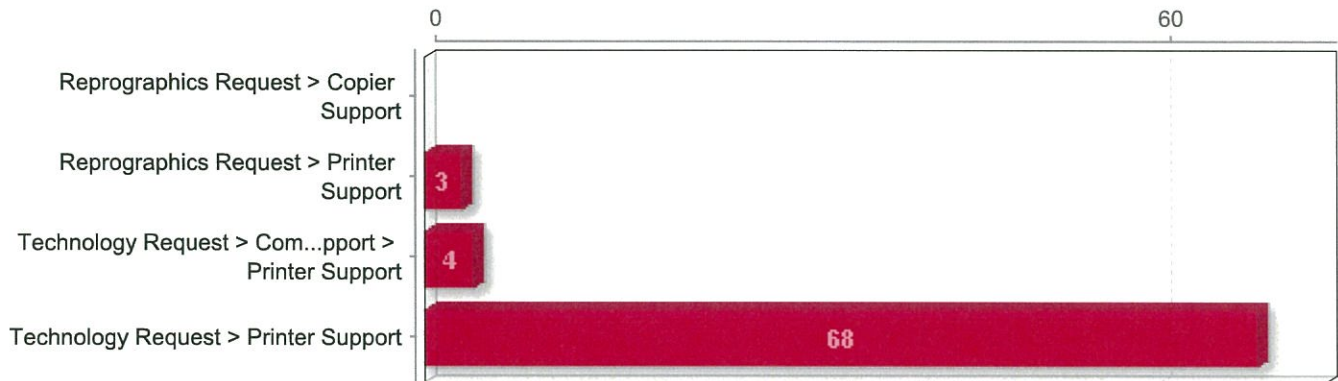 0 60
Reprographics Request > Copier
Support
Reprographics Request > Printer
Support
3
Technology Request > Com...pport >
Printer Support
4
Technology Request > Printer Support
68